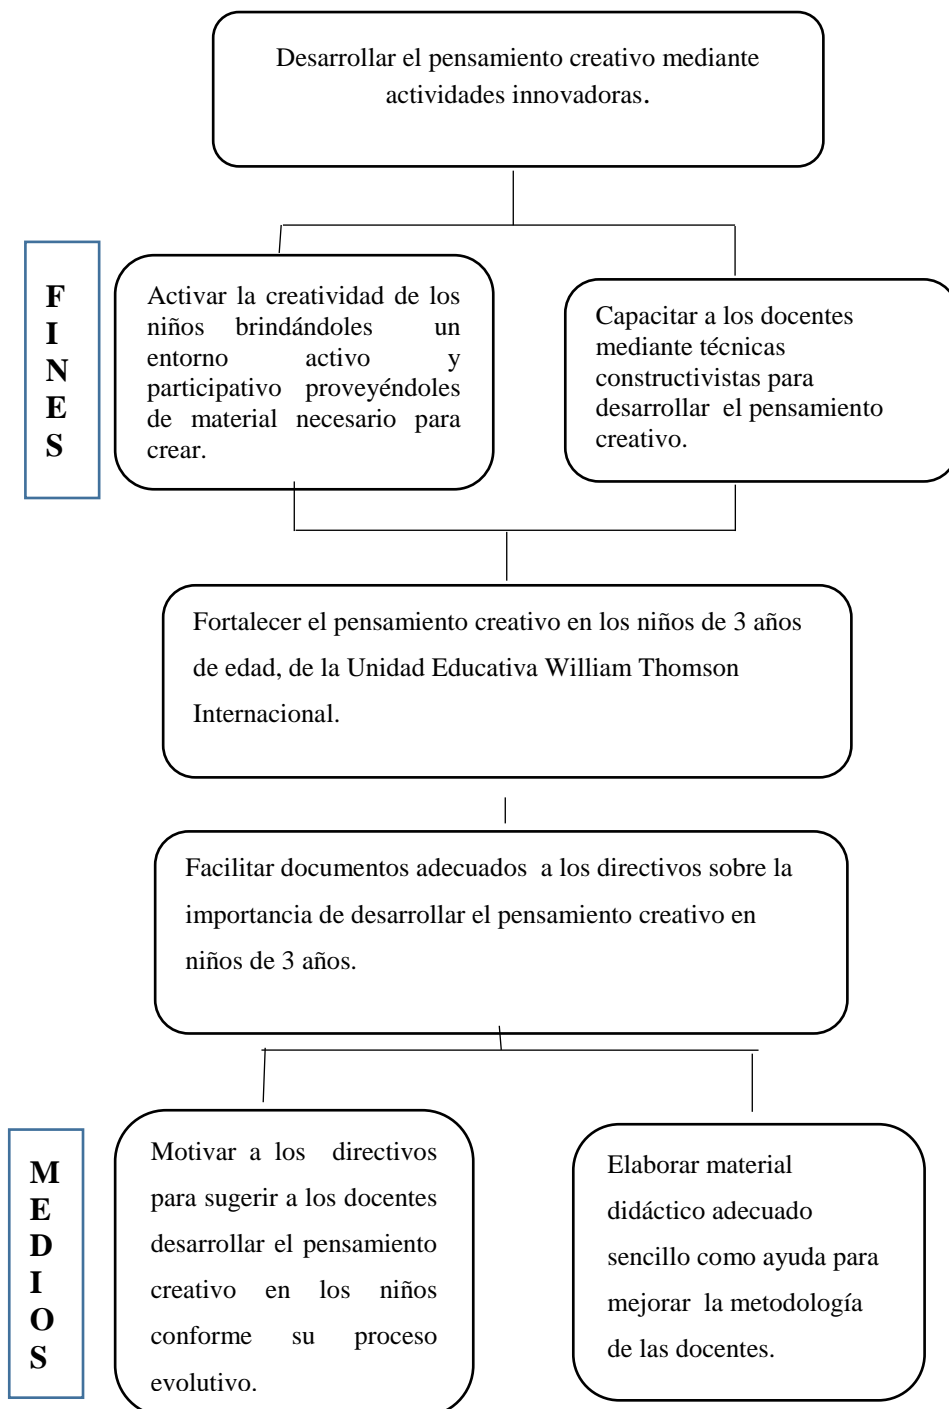 Desarrollar el pensamiento creativo mediante
actividades innovadoras.
F
I
N
E
S
Activar la creatividad de los
niños brindándoles un
entorno activo y
participativo proveyéndoles
de material necesario para
crear.
Capacitar a los docentes
mediante técnicas
constructivistas para
desarrollar el pensamiento
creativo.
Fortalecer el pensamiento creativo en los niños de 3 años
de edad, de la Unidad Educativa William Thomson
Internacional.
Facilitar documentos adecuados a los directivos sobre la
importancia de desarrollar el pensamiento creativo en
niños de 3 años.
M
E
D
I
O
S
Motivar a los directivos
para sugerir a los docentes
desarrollar el pensamiento
creativo en los niños
conforme su proceso
evolutivo.
Elaborar material
didáctico adecuado
sencillo como ayuda para
mejorar la metodología
de las docentes.